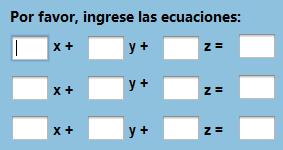 Por favor, ingrese las ecuaciones:
x + y + z =
x + y + z =
x + y + z =